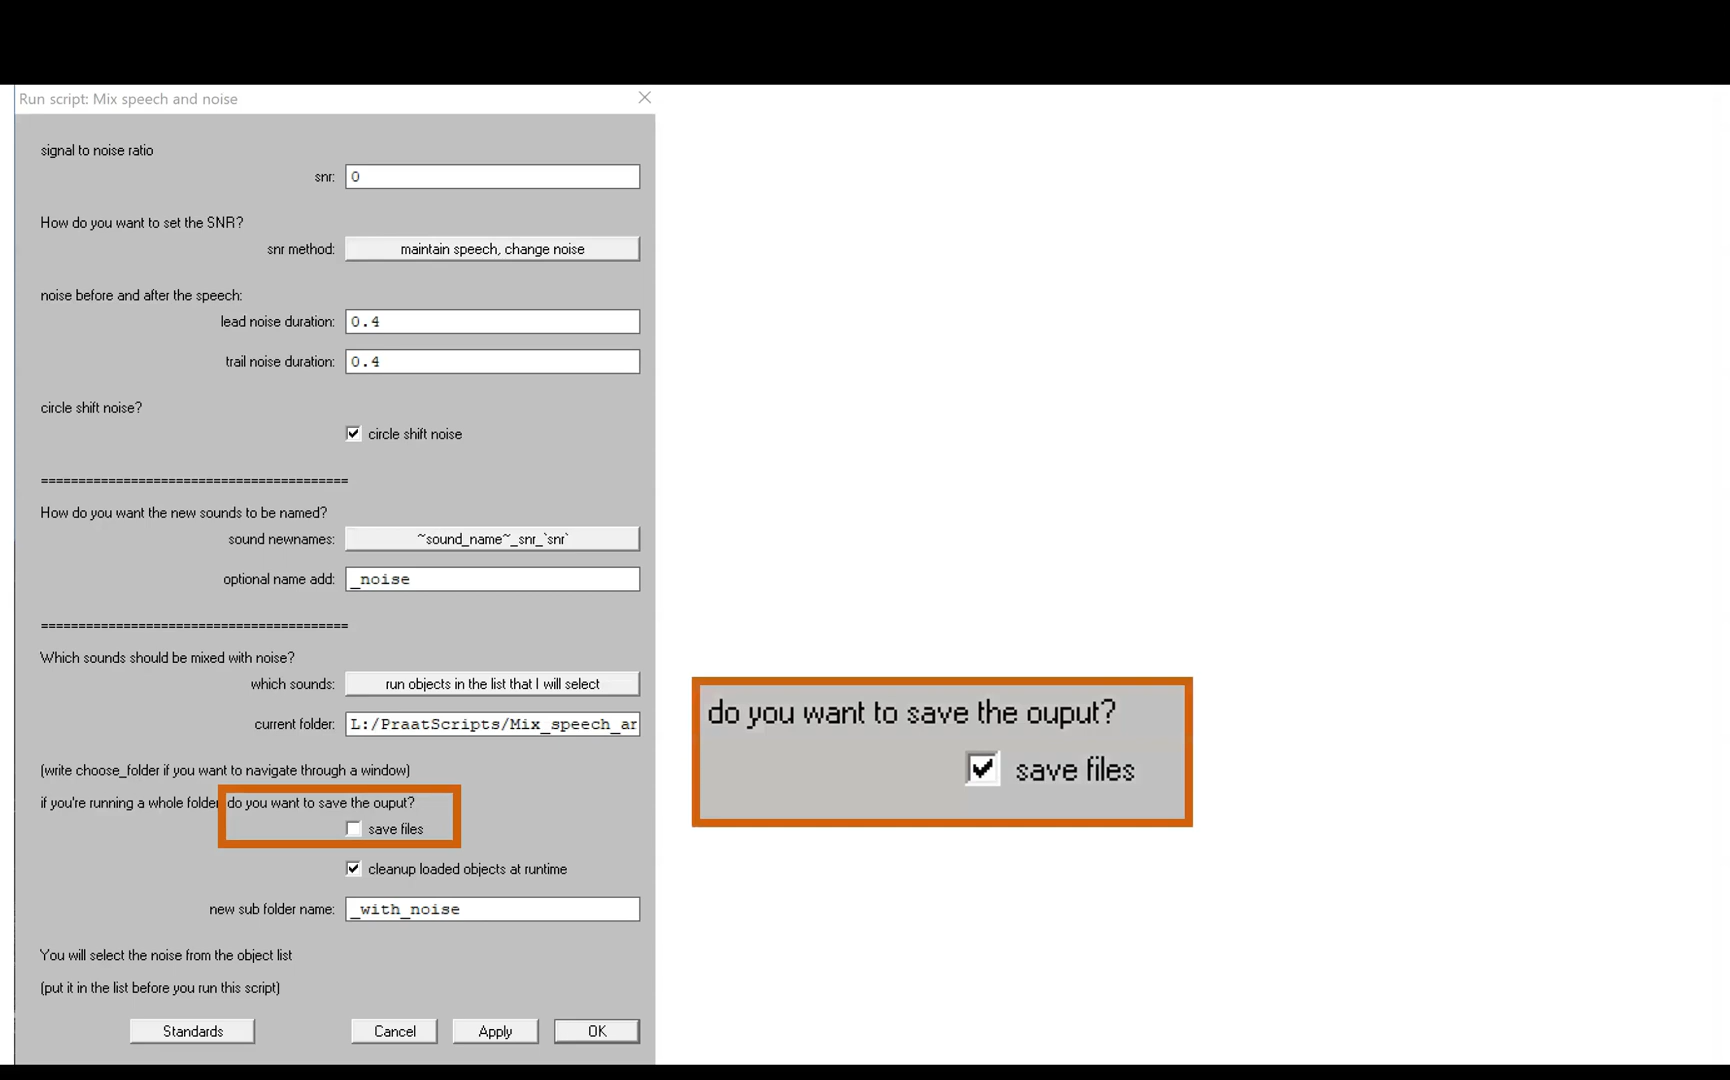 Run script: Mix speech and noise
signal to noise ratio
snr: 0
How do you want to set the SNR?
snr method: maintain speech, change noise
noise before and after the speech:
lead noise duration: 0.4
trail noise duration: 0.4
circle shift noise?
circle shift noise
=========================================
How do you want the new sounds to be named?
sound newnames: ~sound_name~_snr_`snr`
optional name add: _noise
=========================================
Which sounds should be mixed with noise?
which sounds: run objects in the list that I will select
current folder: L:/PraatScripts/Mix_speech_ar
(write choose_folder if you want to navigate through a window)
if you're running a whole folder do you want to save the ouput?
save files
cleanup loaded objects at runtime
new sub folder name: _with_noise
You will select the noise from the object list
(put it in the list before you run this script)
Standards Cancel Apply OK
do you want to save the ouput?
save files